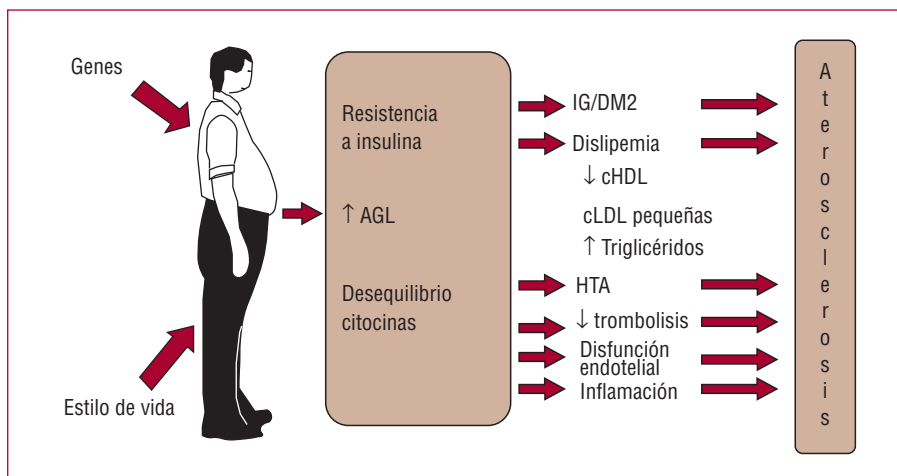 Genes
Estilo de vida
Resistencia
a insulina
↑ AGL
Desequilibrio
citocinas
IG/DM2
Dislipemia
↓ cHDL
cLDL pequeñas
↑ Triglicéridos
HTA
↓ trombolisis
Disfunción
endotelial
Inflamación
A
t
e
r
o
s
c
l
e
r
o
s
i
s